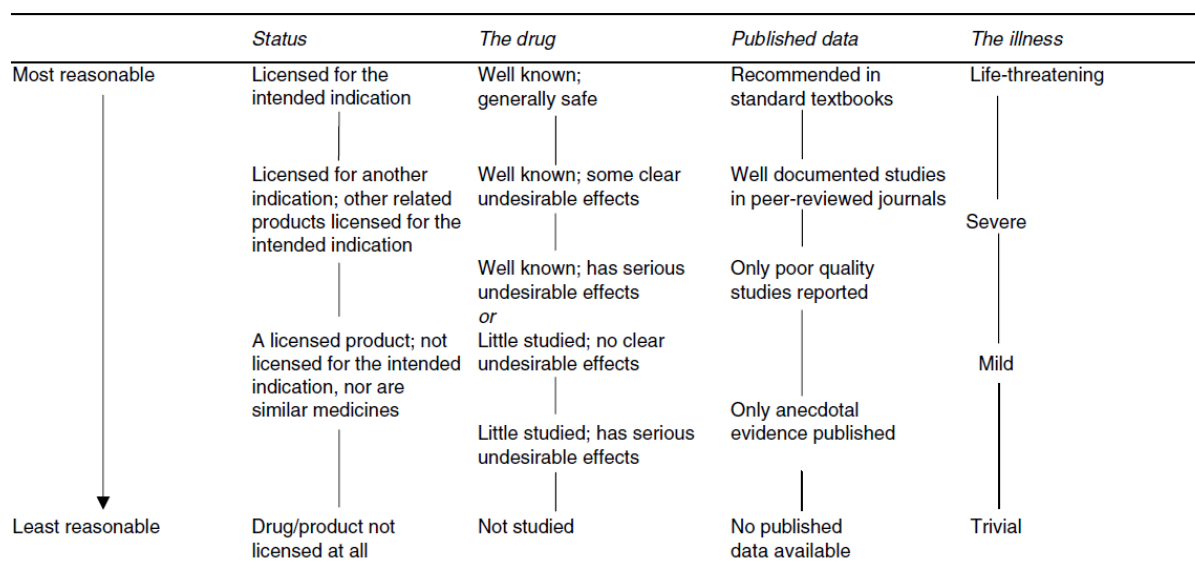 Status
The drug
Published data
The illness
Most reasonable
Licensed for the
intended indication
Well known;
generally safe
Recommended in
standard textbooks
Life-threatening
Licensed for another
indication; other related
products licensed for the
intended indication
Well known; some clear
undesirable effects
Well documented studies
in peer-reviewed journals
Severe
Well known; has serious
undesirable effects
or
Little studied; no clear
undesirable effects
Only poor quality
studies reported
A licensed product; not
licensed for the intended
indication, nor are
similar medicines
Mild
Little studied; has serious
undesirable effects
Only anecdotal
evidence published
Least reasonable
Drug/product not
licensed at all
Not studied
No published
data available
Trivial